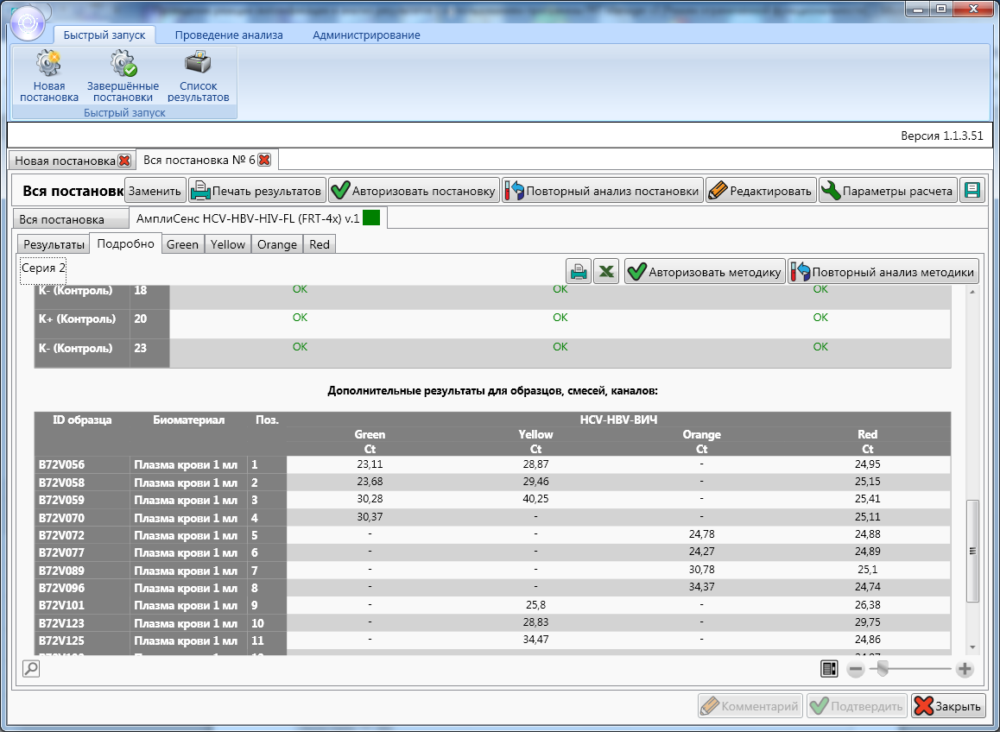 Быстрый запуск Проведение анализа Администрирование
Новая постановка Завершённые постановки Список результатов
Быстрый запуск
Версия 1.1.3.51
Новая постановка Вся постановка № 6
Вся постановк Заменить Печать результатов Авторизовать постановку Повторный анализ постановки Редактировать Параметры расчета
Вся постановка АмплиСенс HCV-HBV-HIV-FL (FRT-4x) v.1
Результаты Подробно Green Yellow Orange Red
Серия 2 Авторизовать методику Повторный анализ методики
К- (Контроль) 18 OK OK OK
К+ (Контроль) 20 OK OK OK
К- (Контроль) 23 OK OK OK
Дополнительные результаты для образцов, смесей, каналов:
ID образца Биоматериал Поз. HCV-HBV-ВИЧ
Green Yellow Orange Red
Ct Ct Ct Ct
B72V056 Плазма крови 1 мл 1 23,11 28,87 - 24,95
B72V058 Плазма крови 1 мл 2 23,68 29,46 - 25,15
B72V059 Плазма крови 1 мл 3 30,28 40,25 - 25,41
B72V070 Плазма крови 1 мл 4 30,37 - - 25,11
B72V072 Плазма крови 1 мл 5 - - 24,78 24,88
B72V077 Плазма крови 1 мл 6 - - 24,27 24,89
B72V089 Плазма крови 1 мл 7 - - 30,78 25,1
B72V096 Плазма крови 1 мл 8 - - 34,37 24,74
B72V101 Плазма крови 1 мл 9 - 25,8 - 26,38
B72V123 Плазма крови 1 мл 10 - 28,83 - 29,75
B72V125 Плазма крови 1 мл 11 - 34,47 - 24,86
Комментарий Подтвердить Закрыть